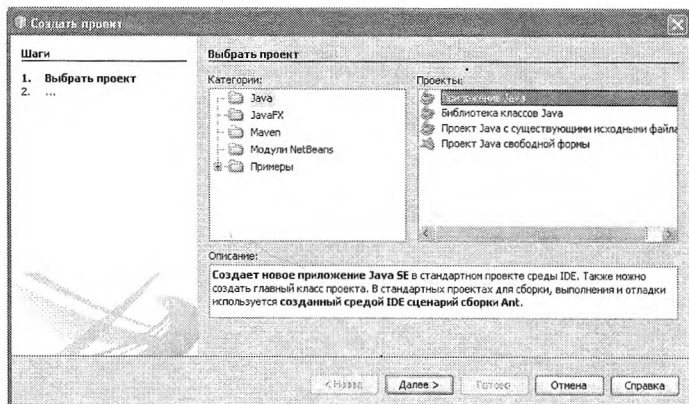 Создать проект
Шаги
1. Выбрать проект
2. ...
Выбрать проект
Категории:
Java
JavaFX
Maven
Модули NetBeans
Примеры
Проекты:
Приложение Java
Библиотека классов Java
Проект Java с существующими исходными файла
Проект Java свободной формы
Описание:
Создает новое приложение Java SE в стандартном проекте среды IDE. Также можно
создать главный класс проекта. В стандартных проектах для сборки, выполнения и отладки
используется созданный средой IDE сценарий сборки Ant.
< Назад
Далее >
Готово
Отмена
Справка